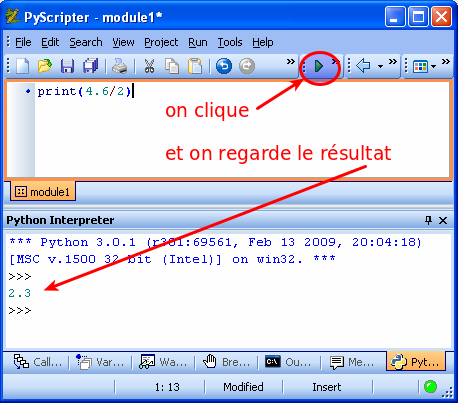 PyScripter - module1*
File Edit Search View Project Run Tools Help
print(4.6/2)
on clique
et on regarde le résultat
module1
Python Interpreter
*** Python 3.0.1 (r301:69561, Feb 13 2009, 20:04:18)
[MSC v.1500 32 bit (Intel)] on win32. ***
>>>
2.3
>>>
Call... Var... Wa... Bre... Ou... Me... Pyt...
1: 13 Modified Insert